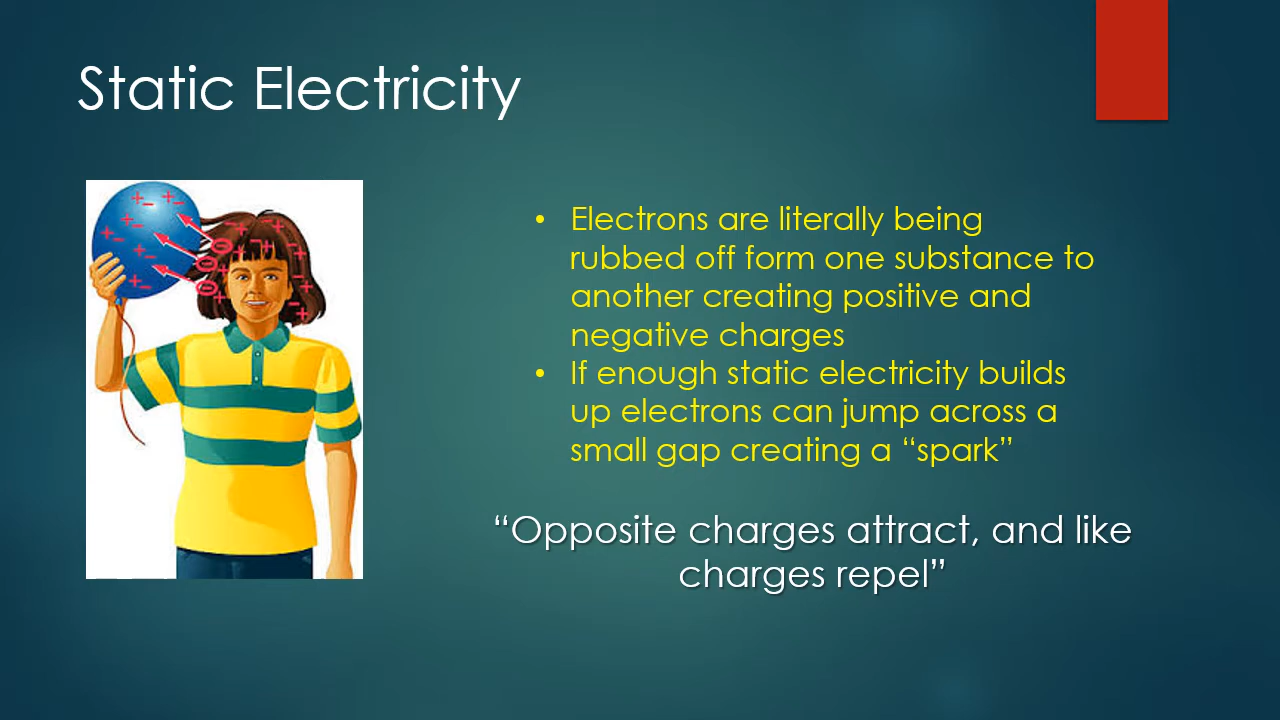 Static Electricity
• Electrons are literally being
rubbed off form one substance to
another creating positive and
negative charges
• If enough static electricity builds
up electrons can jump across a
small gap creating a “spark”
“Opposite charges attract, and like
charges repel”